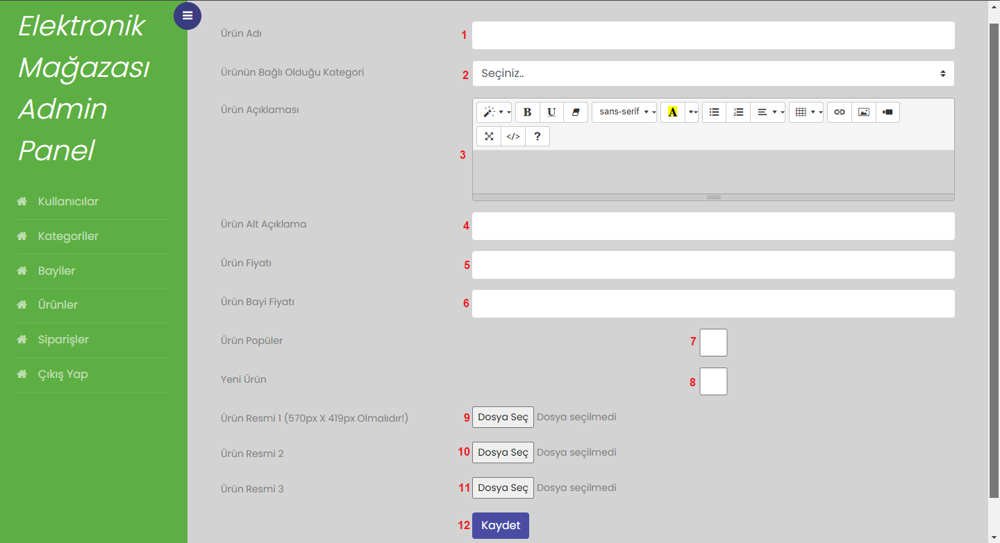 Elektronik
Mağazası
Admin
Panel
Kullanıcılar
Kategoriler
Bayiler
Ürünler
Siparişler
Çıkış Yap
Ürün Adı 1
Ürünün Bağlı Olduğu Kategori 2 Seçiniz..
Ürün Açıklaması
B U sans-serif A
</> ?
3
Ürün Alt Açıklama 4
Ürün Fiyatı 5
Ürün Bayi Fiyatı 6
Ürün Popüler 7
Yeni Ürün 8
Ürün Resmi 1 (570px X 419px Olmalıdır!) 9 Dosya Seç Dosya seçilmedi
Ürün Resmi 2 10 Dosya Seç Dosya seçilmedi
Ürün Resmi 3 11 Dosya Seç Dosya seçilmedi
12 Kaydet